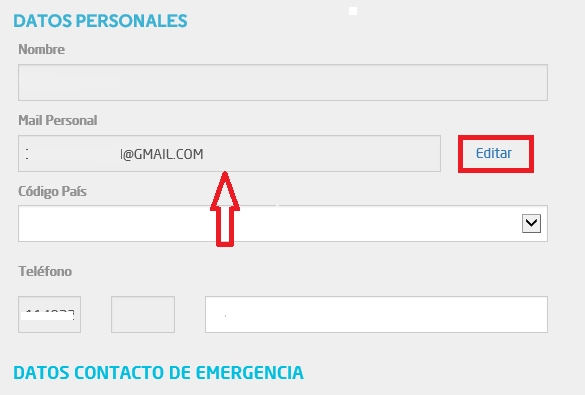 DATOS PERSONALES
Nombre
Mail Personal
@GMAIL.COM
Editar
Código País
Teléfono
DATOS CONTACTO DE EMERGENCIA